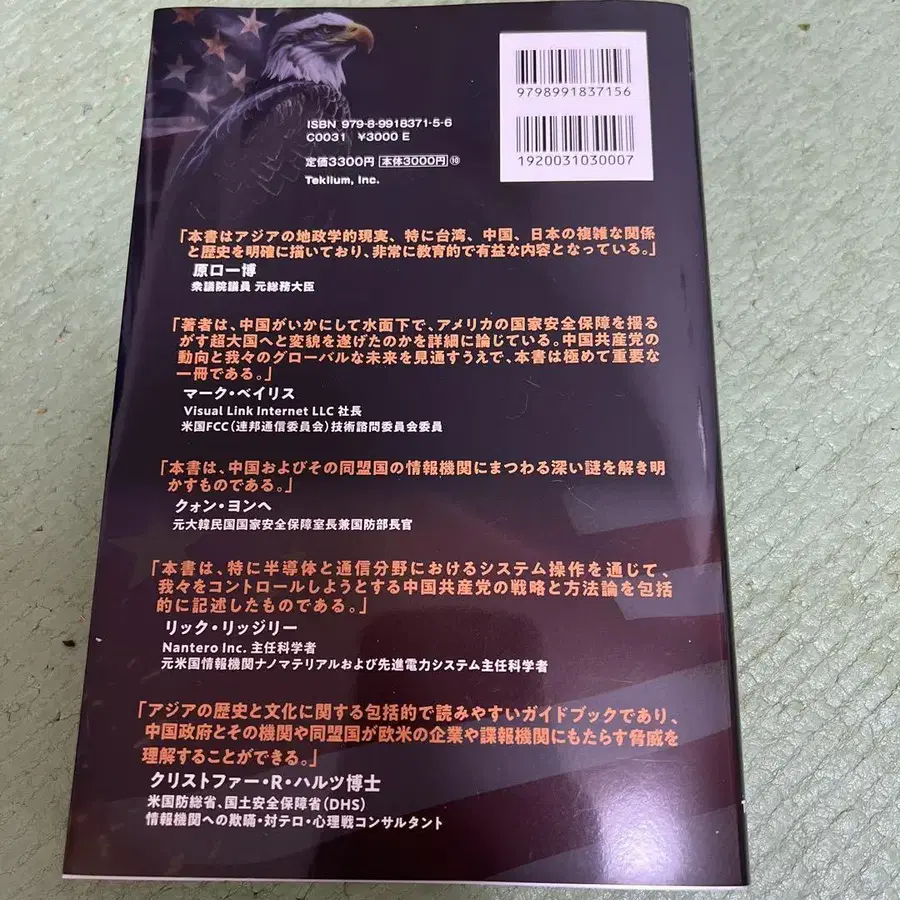 9798991837156
ISBN 979-8-9918371-5-6
C0031 ¥3000 E
1920031030007
定価3300円 本体3000円 ⑩
Teklium, Inc.
「本書はアジアの地政学的現実、特に台湾、中国、日本の複雑な関係
と歴史を明確に描いており、非常に教育的で有益な内容となっている。」
原口一博
衆議院議員 元総務大臣
「著者は、中国がいかにして水面下で、アメリカの国家安全保障を揺る
がす超大国へと変貌を遂げたのかを詳細に論じている。中国共産党の
動向と我々のグローバルな未来を見通すうえで、本書は極めて重要な
一冊である。」
マーク・ベイリス
Visual Link Internet LLC 社長
米国FCC（連邦通信委員会）技術諮問委員会委員
「本書は、中国およびその同盟国の情報機関にまつわる深い謎を解き明
かすものである。」
クォン・ヨンヘ
元大韓民国国家安全保障室長兼国防部長官
「本書は、特に半導体と通信分野におけるシステム操作を通じて、
我々をコントロールしようとする中国共産党の戦略と方法論を包括
的に記述したものである。」
リック・リッジリー
Nantero Inc. 主任科学者
元米国情報機関ナノマテリアルおよび先進電力システム主任科学者
「アジアの歴史と文化に関する包括的で読みやすいガイドブックであり、
中国政府とその機関や同盟国が欧米の企業や諜報機関にもたらす脅威を
理解することができる。」
クリストファー・R・ハルツ博士
米国防総省、国土安全保障省（DHS）
情報機関への欺瞞・対テロ・心理戦コンサルタント